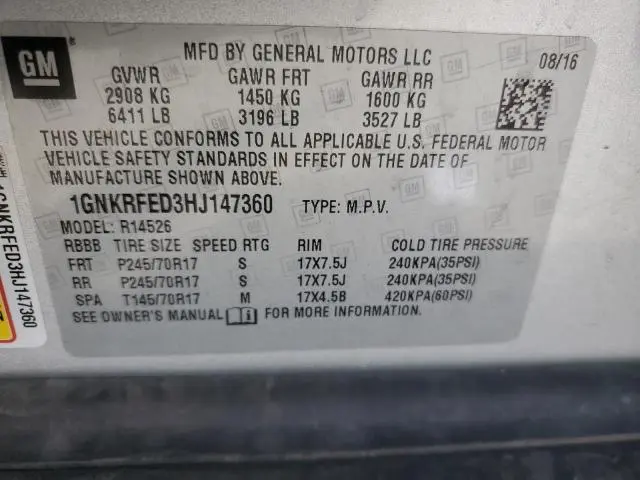 GM
MFD BY GENERAL MOTORS LLC
08/16
GVWR GAWR FRT GAWR RR
2908 KG 1450 KG 1600 KG
6411 LB 3196 LB 3527 LB
THIS VEHICLE CONFORMS TO ALL APPLICABLE U.S. FEDERAL MOTOR
VEHICLE SAFETY STANDARDS IN EFFECT ON THE DATE OF
MANUFACTURE SHOWN ABOVE.
1GNKRFED3HJ147360 TYPE: M.P.V.
MODEL: R14526
RBBB TIRE SIZE SPEED RTG RIM COLD TIRE PRESSURE
FRT P245/70R17 S 17X7.5J 240KPA(35PSI)
RR P245/70R17 S 17X7.5J 240KPA(35PSI)
SPA T145/70R17 M 17X4.5B 420KPA(60PSI)
SEE OWNER'S MANUAL FOR MORE INFORMATION.
1GNKRFED3HJ147360